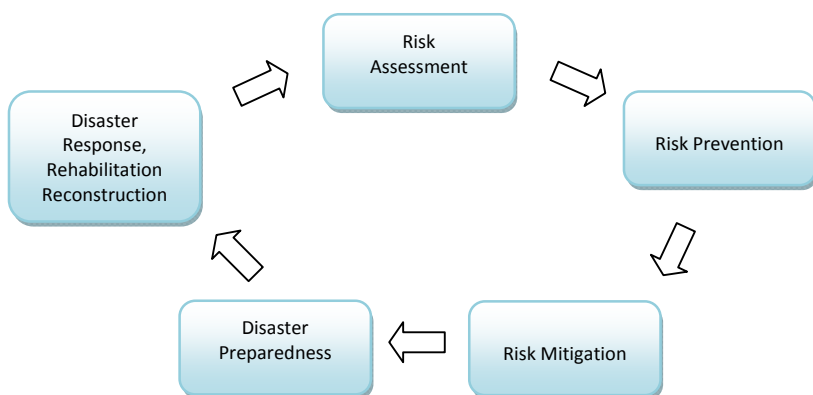 Risk
Assessment
Risk Prevention
Risk Mitigation
Disaster
Preparedness
Disaster
Response,
Rehabilitation
Reconstruction